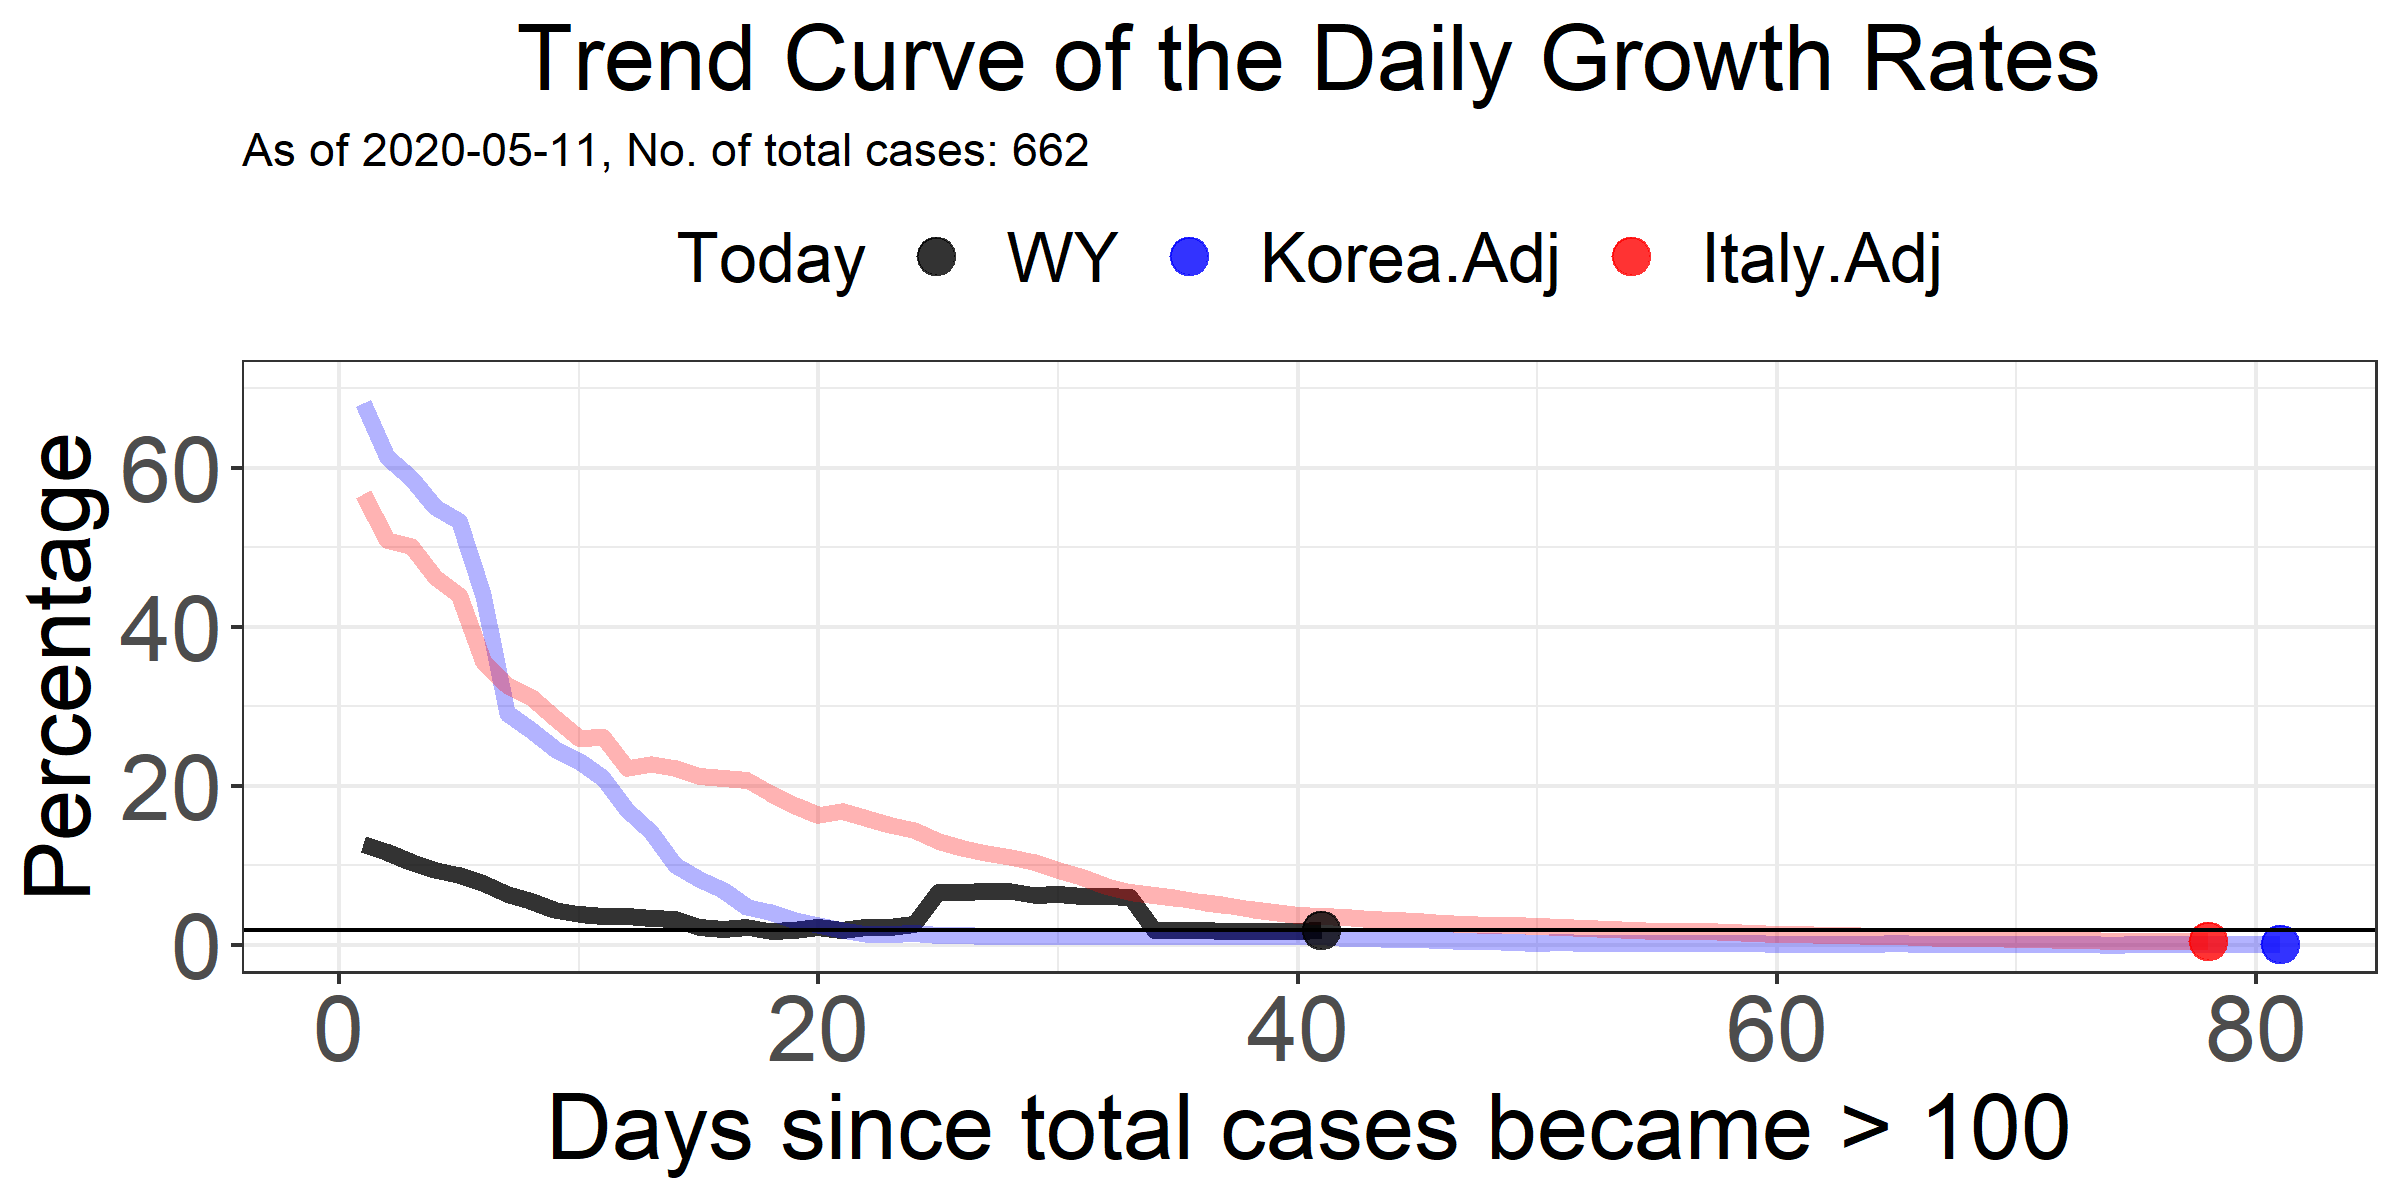 Trend Curve of the Daily Growth Rates
As of 2020-05-11, No. of total cases: 662
Today WY Korea.Adj Italy.Adj
Percentage
60
40
20
0
0 20 40 60 80
Days since total cases became > 100